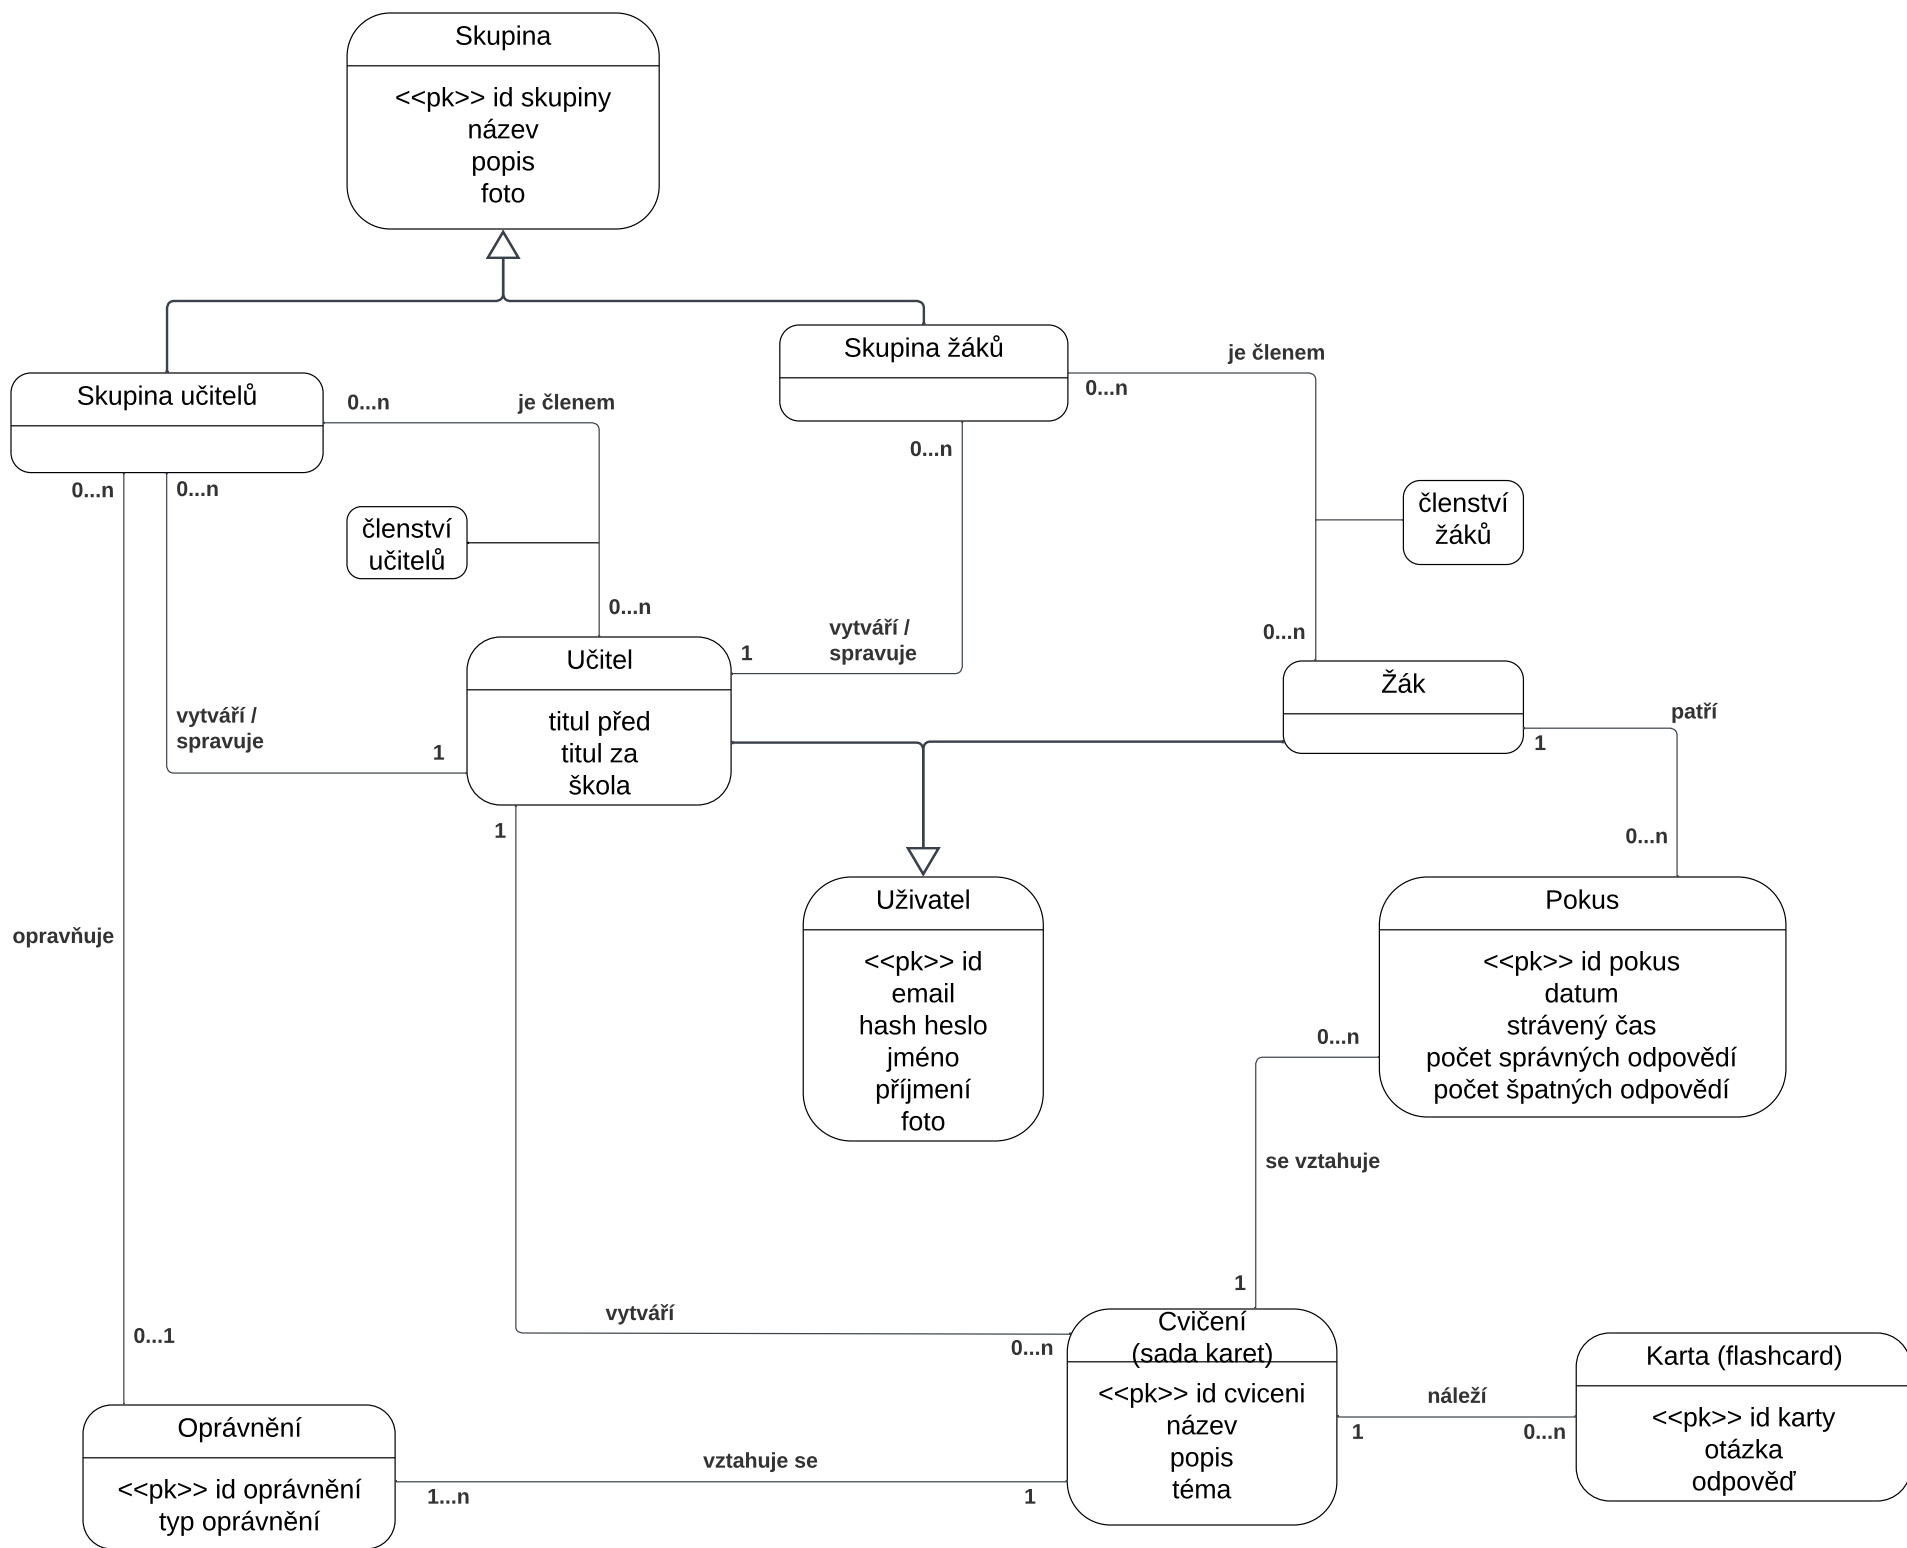 Skupina
<<pk>> id skupiny
název
popis
foto
Skupina žáků
je členem
0...n
Skupina učitelů
0...n
je členem
0...n
0...n
0...n
členství
učitelů
členství
žáků
0...n
0...n
vytváří /
spravuje
1
Učitel
titul před
titul za
škola
Žák
patří
1
vytváří /
spravuje
1
1
0...n
Uživatel
<<pk>> id
email
hash heslo
jméno
příjmení
foto
Pokus
<<pk>> id pokus
datum
strávený čas
počet správných odpovědí
počet špatných odpovědí
opravňuje
0...n
se vztahuje
1
vytváří
0...n
0...1
Cvičení
(sada karet)
<<pk>> id cviceni
název
popis
téma
Karta (flashcard)
<<pk>> id karty
otázka
odpověď
náleží
1
0...n
Oprávnění
<<pk>> id oprávnění
typ oprávnění
vztahuje se
1...n
1